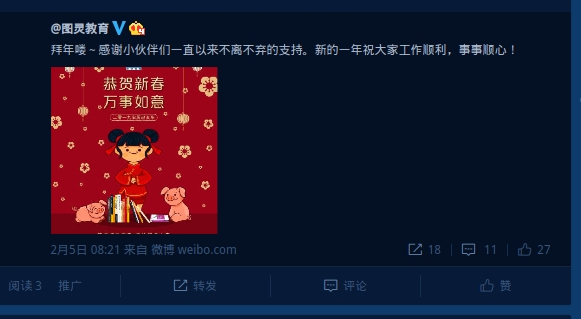 @图灵教育
拜年喽～感谢小伙伴们一直以来不离不弃的支持。新的一年祝大家工作顺利，事事顺心！
恭贺新春
万事如意
2月5日 08:21 来自 微博 weibo.com
18 11 27
阅读 3 推广 转发 评论 赞